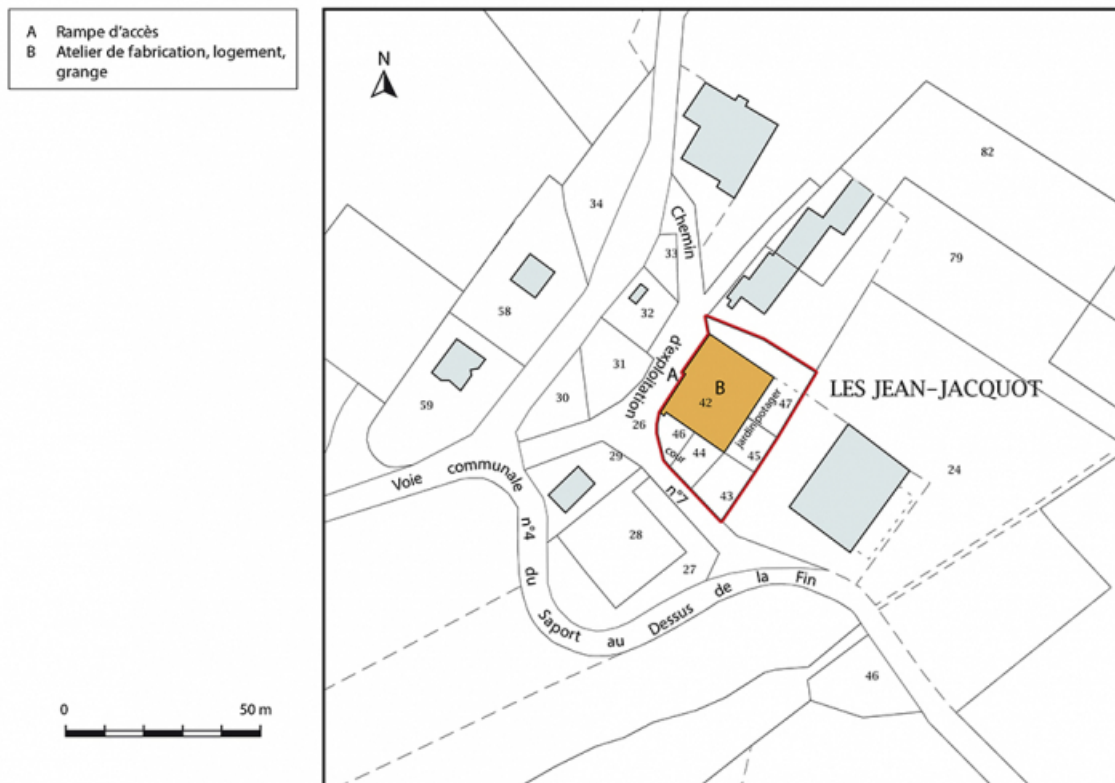 A Rampe d'accès
B Atelier de fabrication, logement,
grange
N
82
34
Chemin
33
79
58
32
d'exploitation
31
A
B
LES JEAN-JACQUOT
59
30
42
jardin potager
47
26
46
cour
44
45
24
29
Voie communale n°4 du Saport au Dessus de la Fin
n°7
43
28
27
46
0 50 m